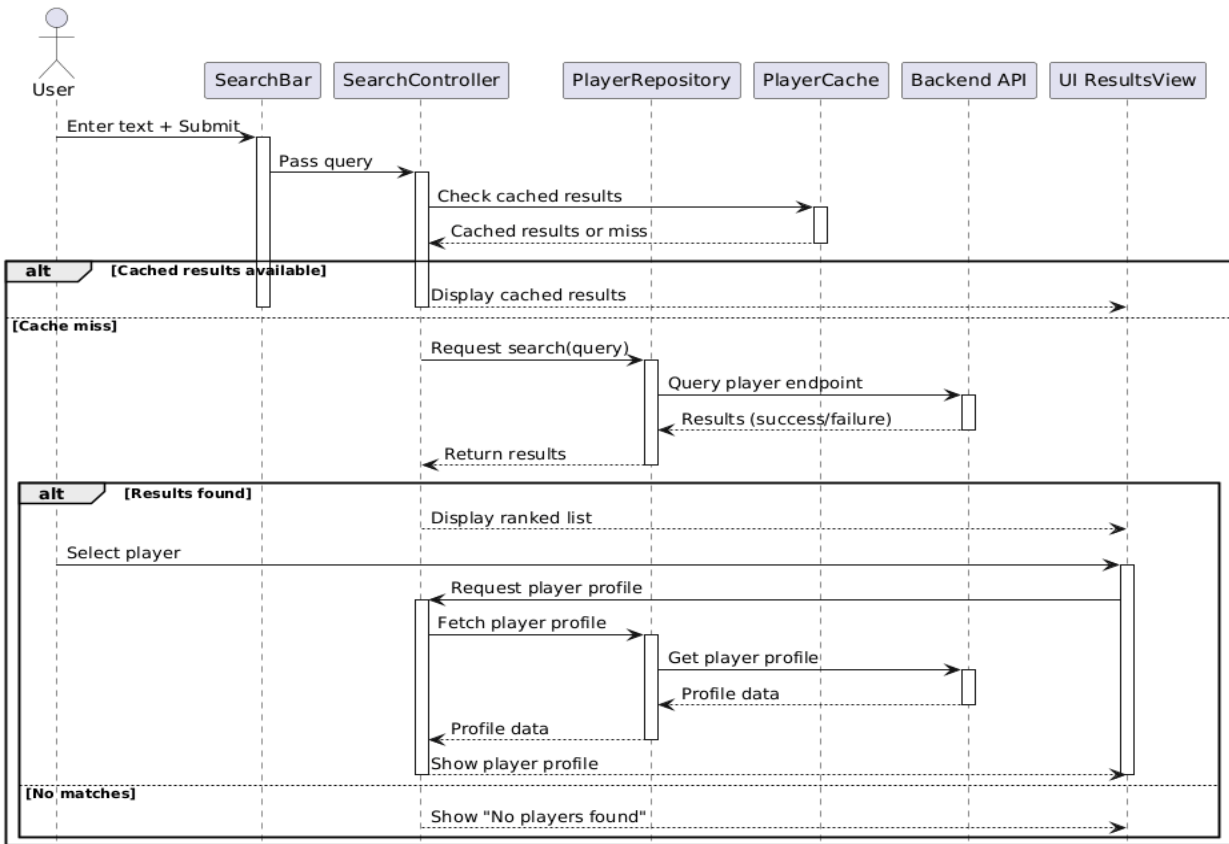 User
SearchBar
SearchController
PlayerRepository
PlayerCache
Backend API
UI ResultsView
Enter text + Submit
Pass query
Check cached results
Cached results or miss
alt
[Cached results available]
Display cached results
[Cache miss]
Request search(query)
Query player endpoint
Results (success/failure)
Return results
alt
[Results found]
Display ranked list
Select player
Request player profile
Fetch player profile
Get player profile
Profile data
Profile data
Show player profile
[No matches]
Show "No players found"